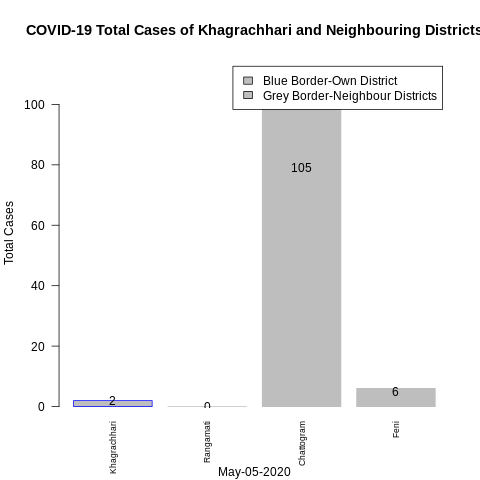 COVID-19 Total Cases of Khagrachhari and Neighbouring Districts
Blue Border-Own District
Grey Border-Neighbour Districts
Total Cases
100
80
60
40
20
0
2
0
105
6
Khagrachhari
Rangamati
Chattogram
Feni
May-05-2020